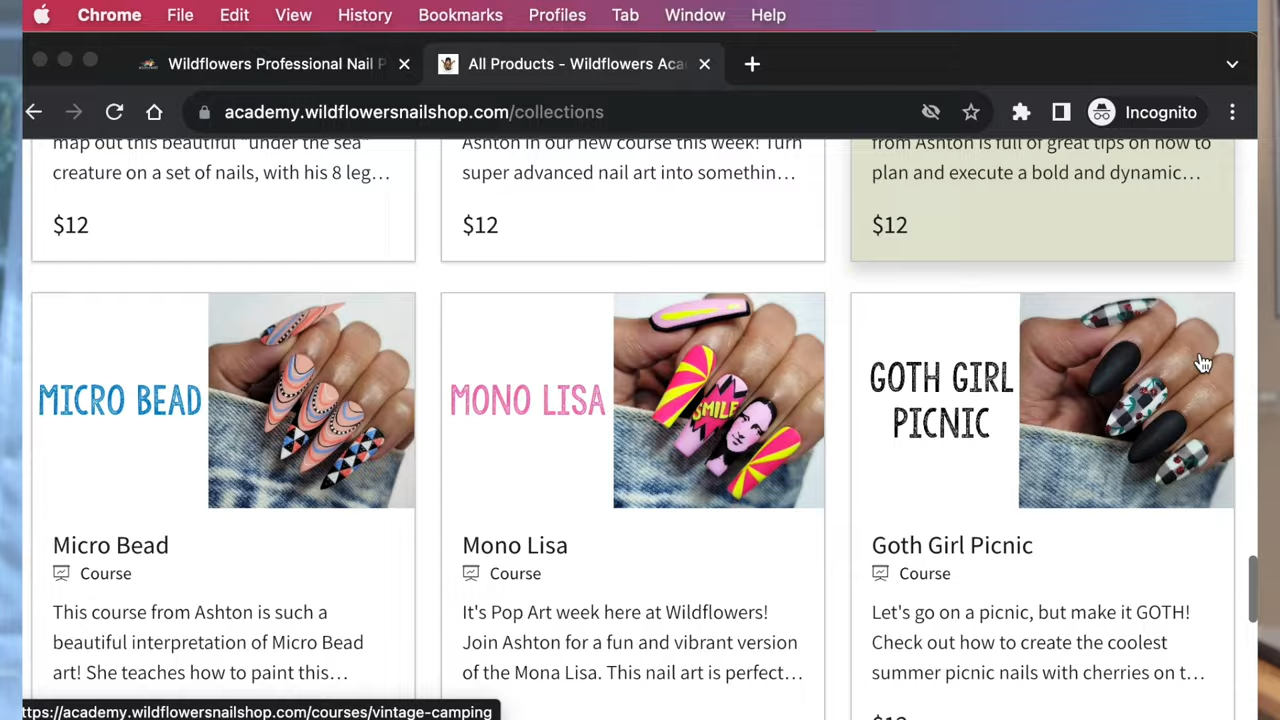 Chrome File Edit View History Bookmarks Profiles Tab Window Help
Wildflowers Professional Nail P
All Products - Wildflowers Aca
academy.wildflowersnailshop.com/collections
Incognito
map out this beautiful "under the sea
creature on a set of nails, with his 8 leg…
$12
Ashton in our new course this week! Turn
super advanced nail art into somethin…
$12
from Ashton is full of great tips on how to
plan and execute a bold and dynamic…
$12
MICRO BEAD
Micro Bead
Course
This course from Ashton is such a
beautiful interpretation of Micro Bead
art! She teaches how to paint this…
MONO LISA
SMILE
Mono Lisa
Course
It's Pop Art week here at Wildflowers!
Join Ashton for a fun and vibrant version
of the Mona Lisa. This nail art is perfect…
GOTH GIRL
PICNIC
Goth Girl Picnic
Course
Let's go on a picnic, but make it GOTH!
Check out how to create the coolest
summer picnic nails with cherries on t…
$12
ttps://academy.wildflowersnailshop.com/courses/vintage-camping